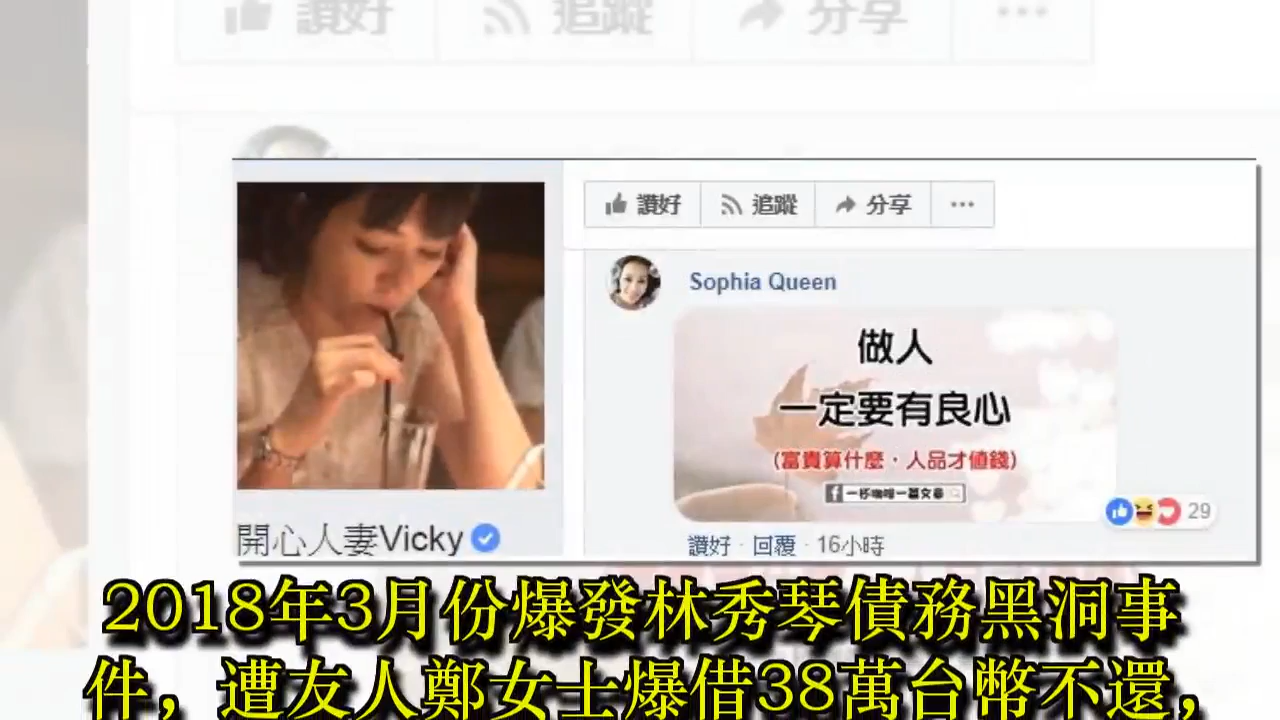 讚好 追蹤 分享 ...
讚好 追蹤 分享 ...
Sophia Queen
做人
一定要有良心
(富貴算什麼·人品才值錢)
一杯咖啡一篇文章
29
讚好 · 回覆 · 16小時
開心人妻Vicky
2018年3月份爆發林秀琴債務黑洞事
件，遭友人鄭女士爆借38萬台幣不還，